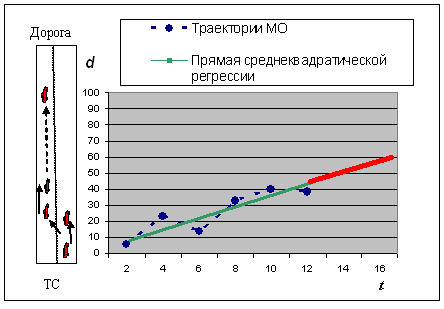 Дорога
Траектории МО
Прямая среднеквадратической
регрессии
d
100
90
80
70
60
50
40
30
20
10
0
2 4 6 8 10 12 14 16
ТС
t